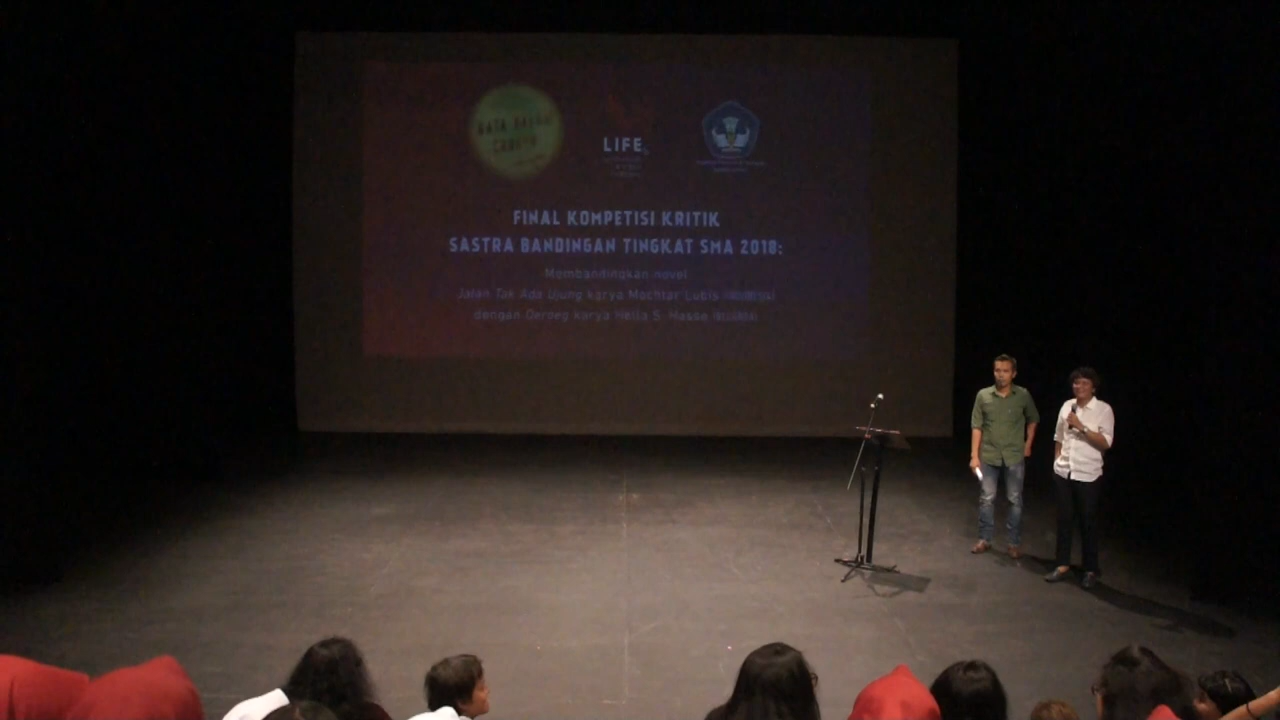 LIFE
FINAL KOMPETISI KRITIK
SASTRA BANDINGAN TINGKAT SMA 2018:
Membandingkan novel
Jalan Tak Ada Ujung karya Mochtar Lubis
dengan Oeroeg karya Hella S. Hasse